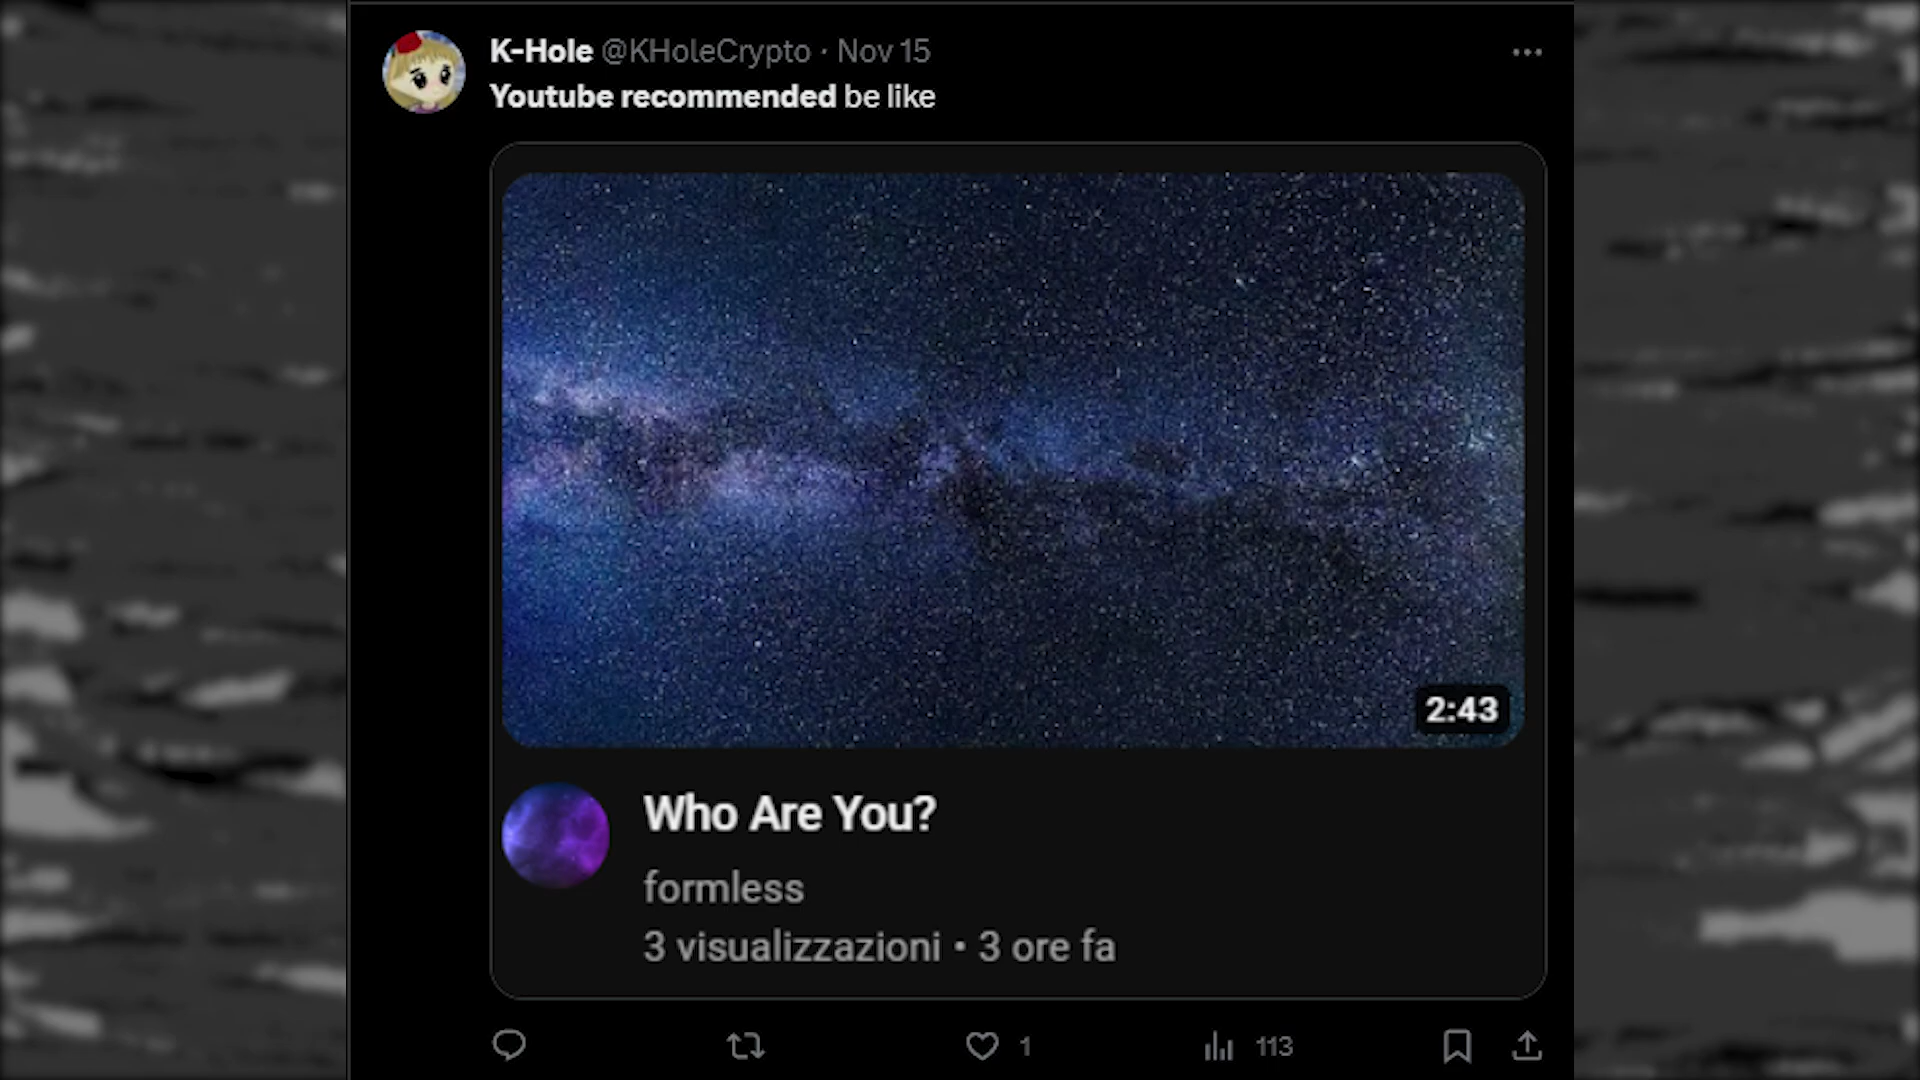 K-Hole @KHoleCrypto · Nov 15
Youtube recommended be like
2:43
Who Are You?
formless
3 visualizzazioni • 3 ore fa
1
113